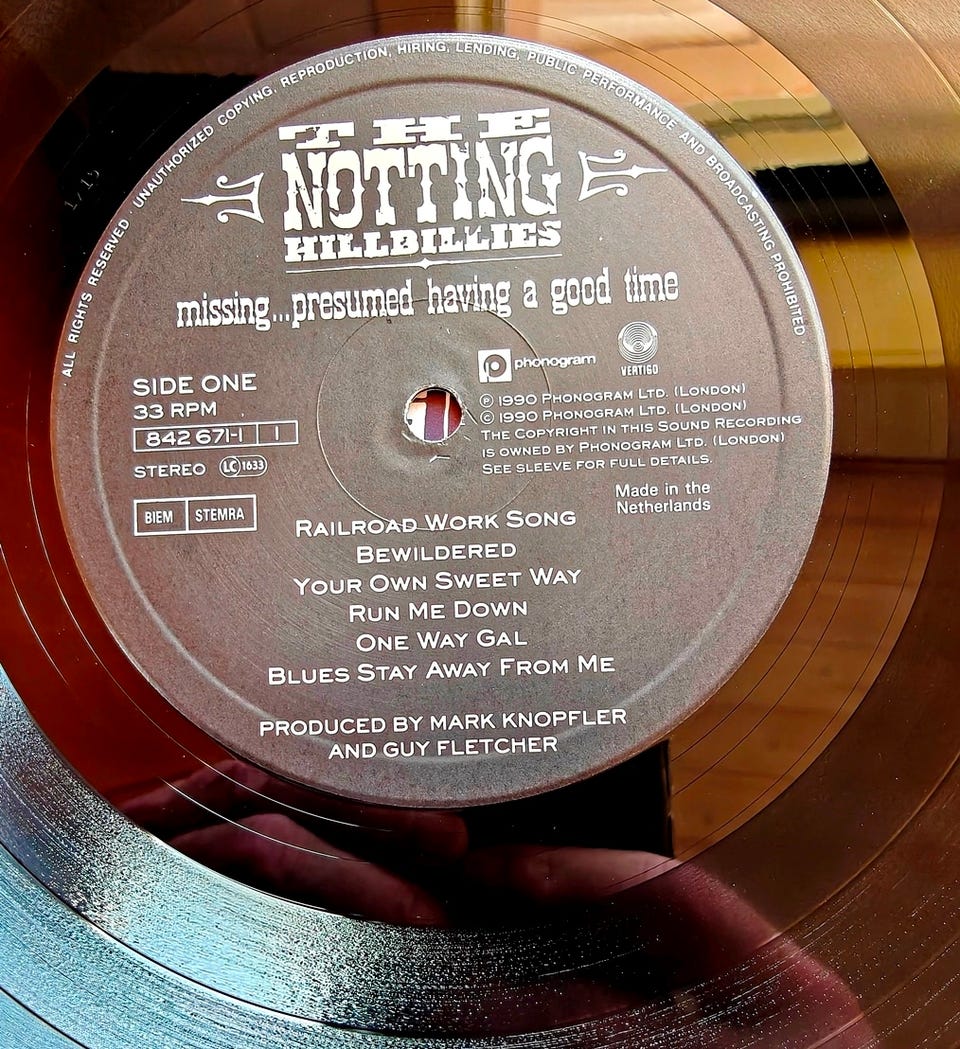 · ALL RIGHTS RESERVED · UNAUTHORIZED COPYING, REPRODUCTION, HIRING, LENDING, PUBLIC PERFORMANCE AND BROADCASTING PROHIBITED ·
THE
NOTTING
HILLBILLIES
missing...presumed having a good time
phonogram
VERTIGO
SIDE ONE
33 RPM
842 671-1 1
STEREO LC 1633
BIEM STEMRA
℗ 1990 Phonogram Ltd. (London)
© 1990 Phonogram Ltd. (London)
The Copyright in this Sound Recording
is owned by Phonogram Ltd. (London)
See sleeve for full details.
Made in the
Netherlands
Railroad Work Song
Bewildered
Your Own Sweet Way
Run Me Down
One Way Gal
Blues Stay Away From Me
PRODUCED BY MARK KNOPFLER
AND GUY FLETCHER